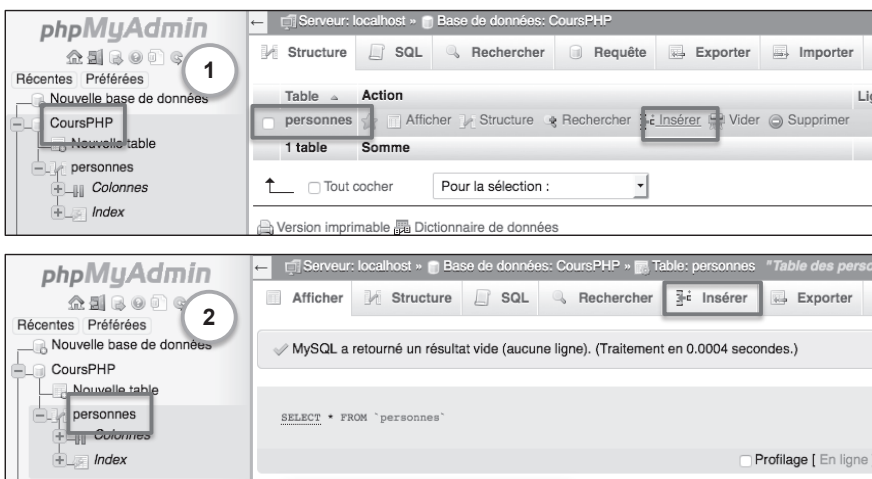 phpMyAdmin
1
Récentes Préférées
Nouvelle base de données
CoursPHP
Nouvelle table
personnes
Colonnes
Index
← Serveur: localhost » Base de données: CoursPHP
Structure SQL Rechercher Requête Exporter Importer
Table Action
personnes Afficher Structure Rechercher Insérer Vider Supprimer
1 table Somme
Tout cocher Pour la sélection :
Version imprimable Dictionnaire de données
phpMyAdmin
2
Récentes Préférées
Nouvelle base de données
CoursPHP
Nouvelle table
personnes
Colonnes
Index
← Serveur: localhost » Base de données: CoursPHP » Table: personnes "Table des
Afficher Structure SQL Rechercher Insérer Exporter
MySQL a retourné un résultat vide (aucune ligne). (Traitement en 0.0004 secondes.)
SELECT * FROM `personnes`
Profilage [ En ligne